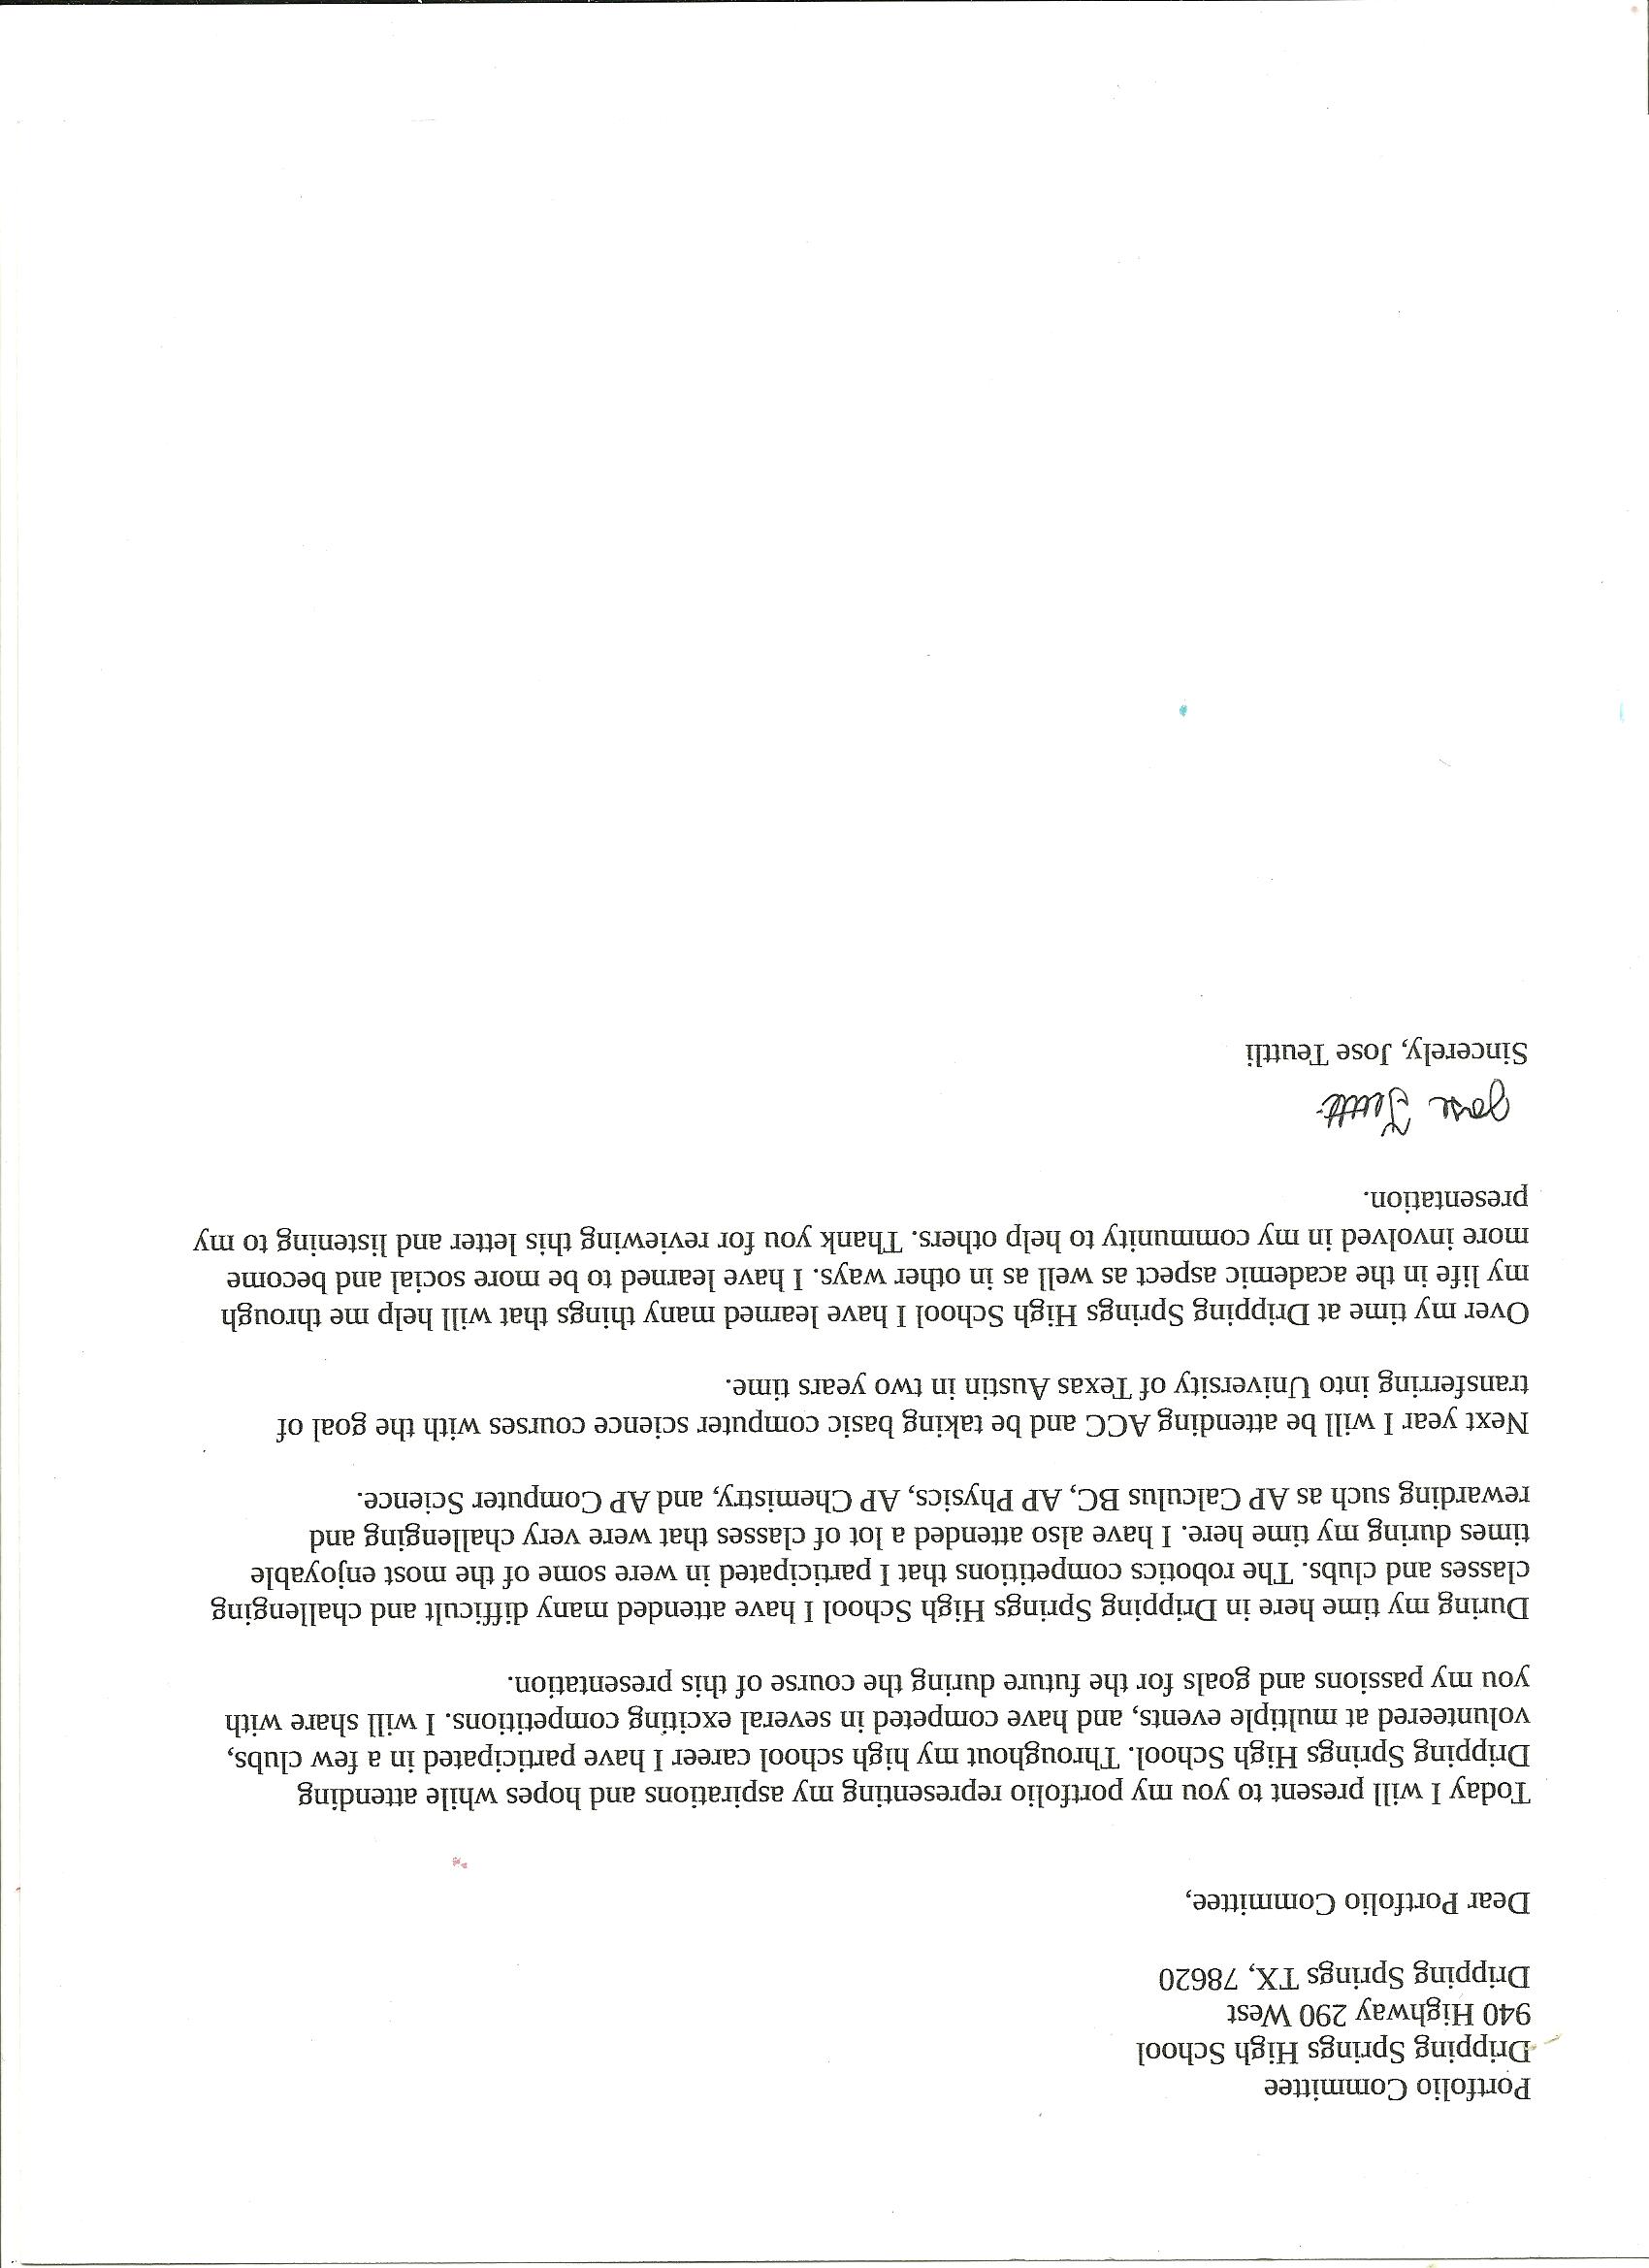 Portfolio Committee
Dripping Springs High School
940 Highway 290 West
Dripping Springs TX, 78620
Dear Portfolio Committee,
Today I will present to you my portfolio representing my aspirations and hopes while attending
Dripping Springs High School. Throughout my high school career I have participated in a few clubs,
volunteered at multiple events, and have competed in several exciting competitions. I will share with
you my passions and goals for the future during the course of this presentation.
During my time here in Dripping Springs High School I have attended many difficult and challenging
classes and clubs. The robotics competitions that I participated in were some of the most enjoyable
times during my time here. I have also attended a lot of classes that were very challenging and
rewarding such as AP Calculus BC, AP Physics, AP Chemistry, and AP Computer Science.
Next year I will be attending ACC and be taking basic computer science courses with the goal of
transferring into University of Texas Austin in two years time.
Over my time at Dripping Springs High School I have learned many things that will help me through
my life in the academic aspect as well as in other ways. I have learned to be more social and become
more involved in my community to help others. Thank you for reviewing this letter and listening to my
presentation.
Jose Teuttli
Sincerely, Jose Teuttli